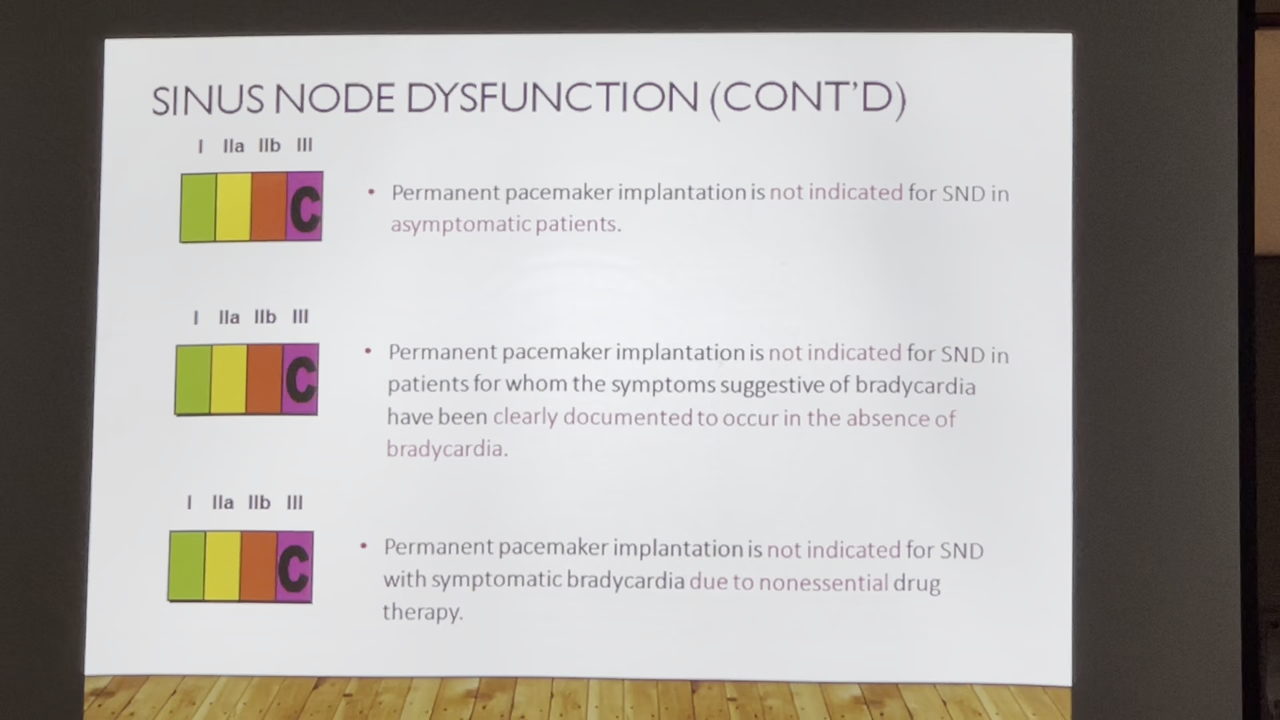 SINUS NODE DYSFUNCTION (CONT'D)
I IIa IIb III
C
• Permanent pacemaker implantation is not indicated for SND in
asymptomatic patients.
I IIa IIb III
C
• Permanent pacemaker implantation is not indicated for SND in
patients for whom the symptoms suggestive of bradycardia
have been clearly documented to occur in the absence of
bradycardia.
I IIa IIb III
C
• Permanent pacemaker implantation is not indicated for SND
with symptomatic bradycardia due to nonessential drug
therapy.